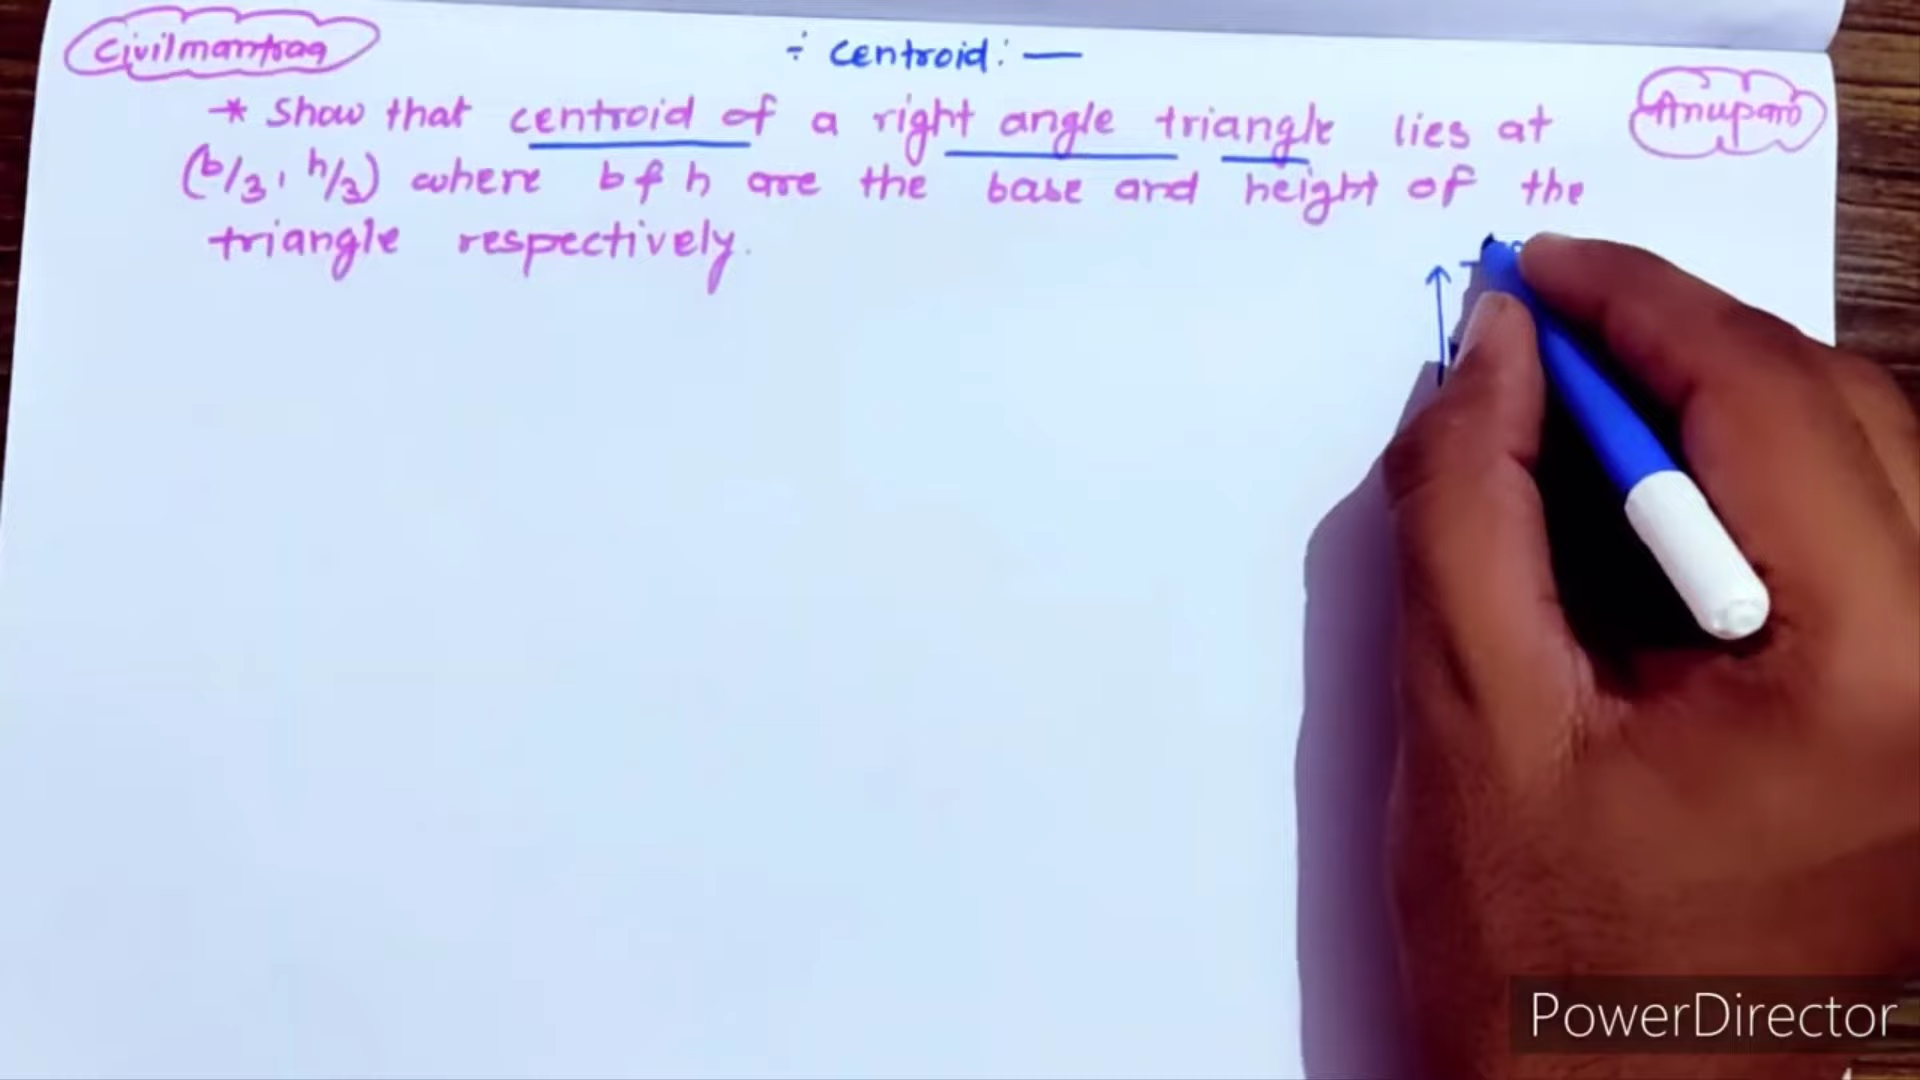 Civilmantraa
÷ Centroid: —
* Show that centroid of a right angle triangle lies at
Anupam
(b/3, h/3) where b & h are the base and height of the
triangle respectively.
PowerDirector